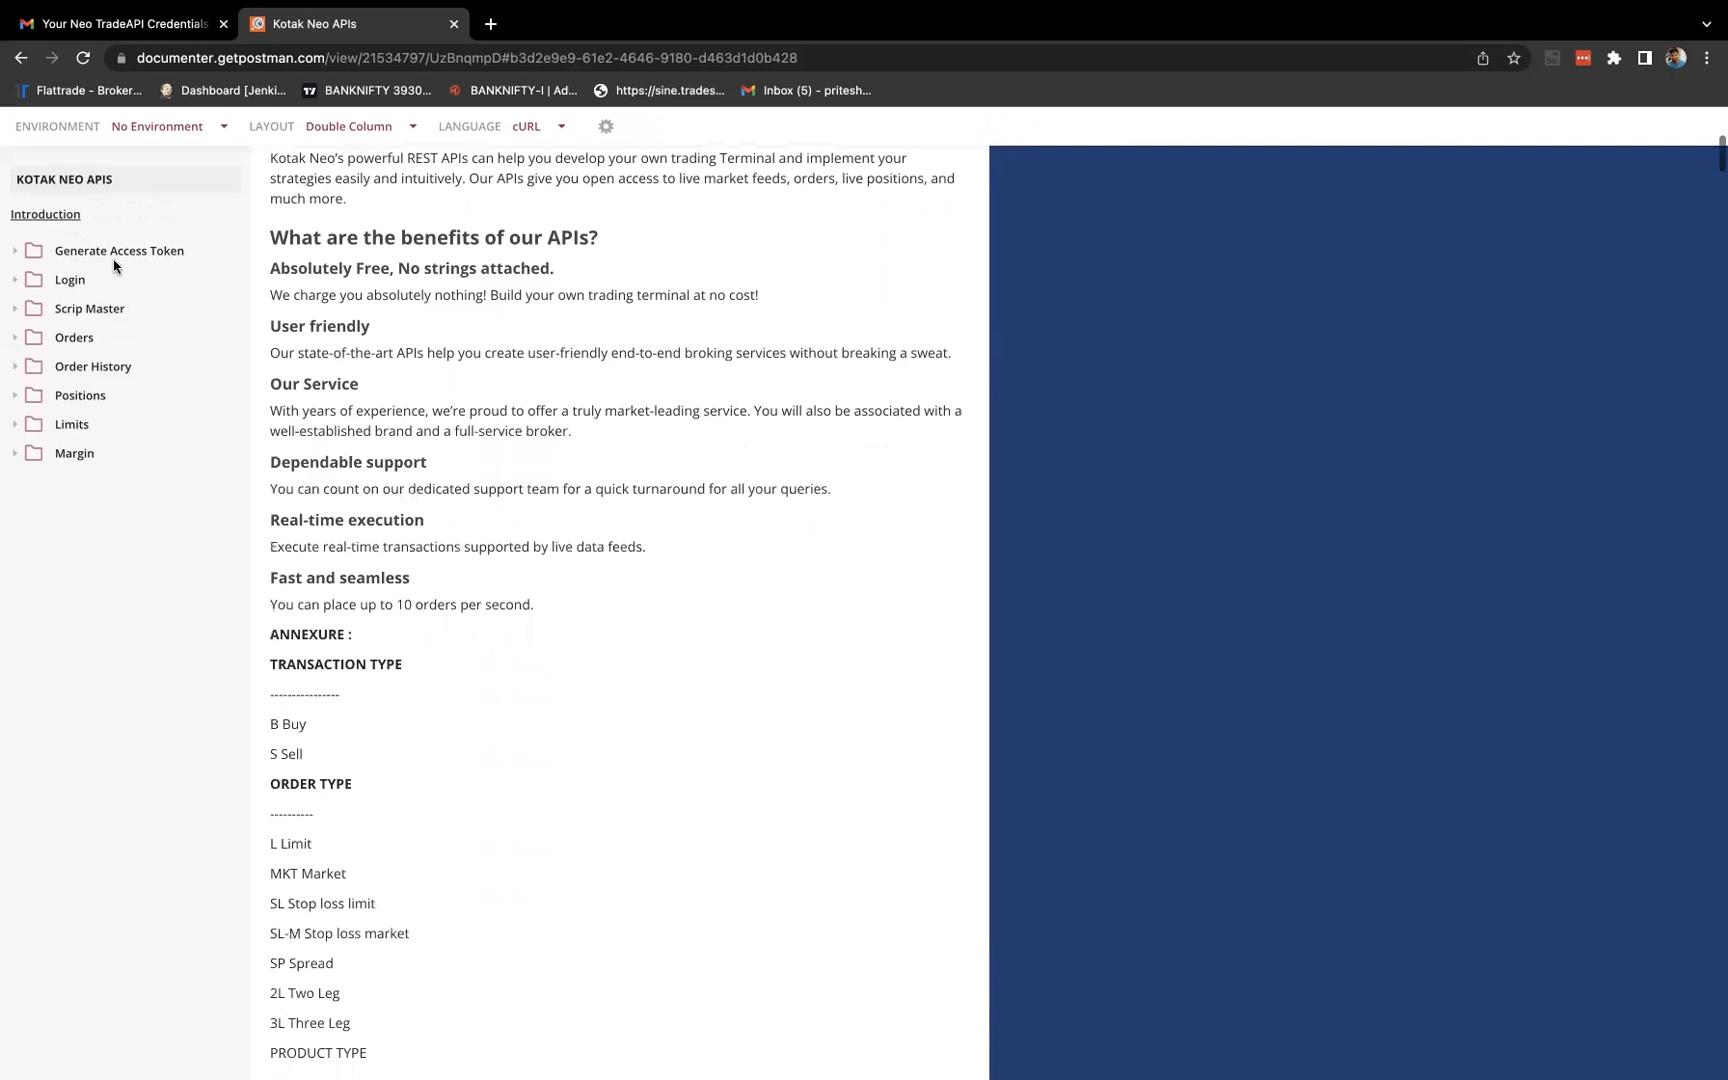 Your Neo TradeAPI Credentials
Kotak Neo APIs
documenter.getpostman.com/view/21534797/UzBnqmpD#b3d2e9e9-61e2-4646-9180-d463d1d0b428
Flattrade - Broker... Dashboard [Jenki... BANKNIFTY 3930... BANKNIFTY-I | Ad... https://sine.trades... Inbox (5) - pritesh...
ENVIRONMENT No Environment LAYOUT Double Column LANGUAGE cURL
KOTAK NEO APIS
Introduction
Generate Access Token
Login
Scrip Master
Orders
Order History
Positions
Limits
Margin
Kotak Neo’s powerful REST APIs can help you develop your own trading Terminal and implement your
strategies easily and intuitively. Our APIs give you open access to live market feeds, orders, live positions, and
much more.
What are the benefits of our APIs?
Absolutely Free, No strings attached.
We charge you absolutely nothing! Build your own trading terminal at no cost!
User friendly
Our state-of-the-art APIs help you create user-friendly end-to-end broking services without breaking a sweat.
Our Service
With years of experience, we’re proud to offer a truly market-leading service. You will also be associated with a
well-established brand and a full-service broker.
Dependable support
You can count on our dedicated support team for a quick turnaround for all your queries.
Real-time execution
Execute real-time transactions supported by live data feeds.
Fast and seamless
You can place up to 10 orders per second.
ANNEXURE :
TRANSACTION TYPE
----------------
B Buy
S Sell
ORDER TYPE
----------
L Limit
MKT Market
SL Stop loss limit
SL-M Stop loss market
SP Spread
2L Two Leg
3L Three Leg
PRODUCT TYPE